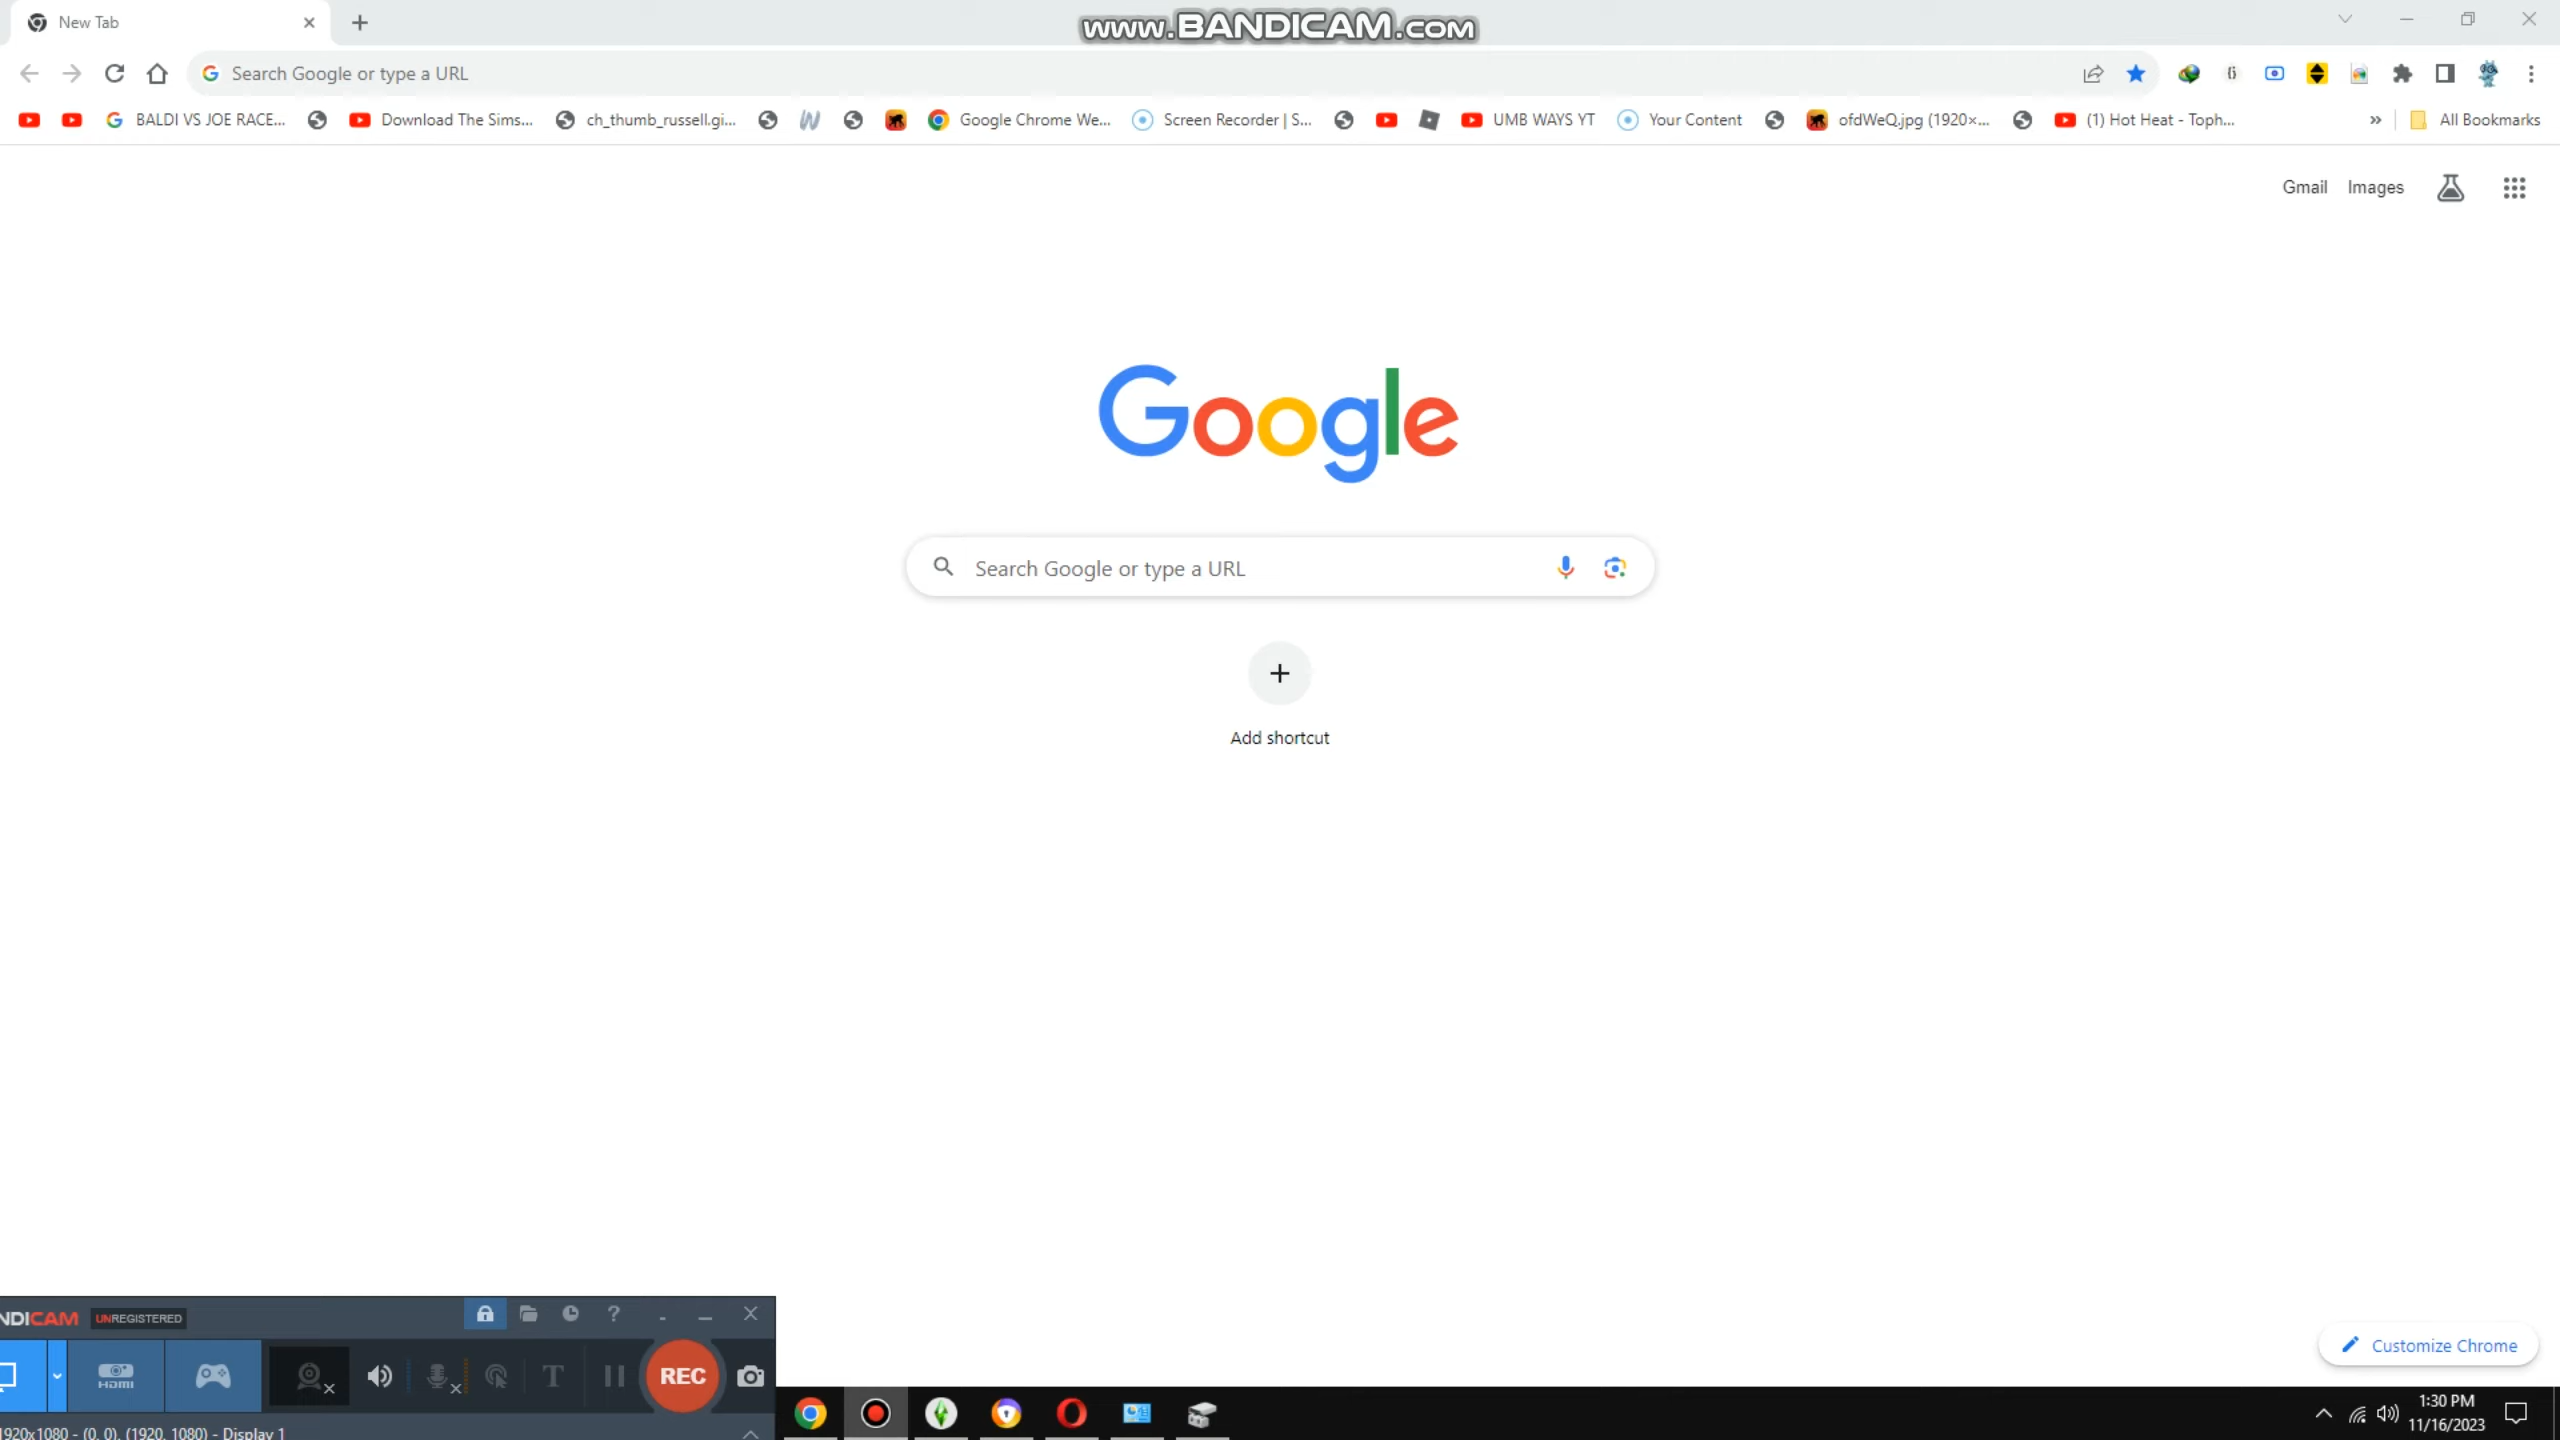 New Tab
www.BANDICAM.com
Search Google or type a URL
BALDI VS JOE RACE...
Download The Sims...
ch_thumb_russell.gi...
Google Chrome We...
Screen Recorder | S...
UMB WAYS YT
Your Content
ofdWeQ.jpg (1920×...
(1) Hot Heat - Toph...
»
All Bookmarks
Gmail
Images
Google
Search Google or type a URL
Add shortcut
Customize Chrome
NDICAM
UNREGISTERED
HDMI
T
REC
1920x1080 - (0, 0), (1920, 1080) - Display 1
1:30 PM
11/16/2023